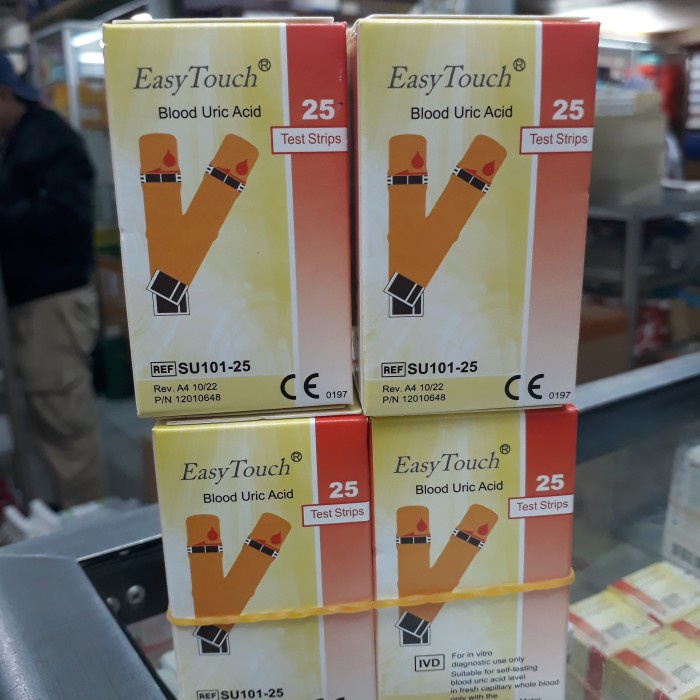 EasyTouch®
Blood Uric Acid
25
Test Strips
REF SU101-25
Rev. A4 10/22
P/N 12010648
CE 0197
EasyTouch®
Blood Uric Acid
25
Test Strips
REF SU101-25
Rev. A4 10/22
P/N 12010648
CE 0197
EasyTouch®
Blood Uric Acid
25
Test Strips
REF SU101-25
EasyTouch®
Blood Uric Acid
25
Test Strips
IVD
For in vitro
diagnostic use only
Suitable for self-testing
blood uric acid level
in fresh capillary whole blood
only with the